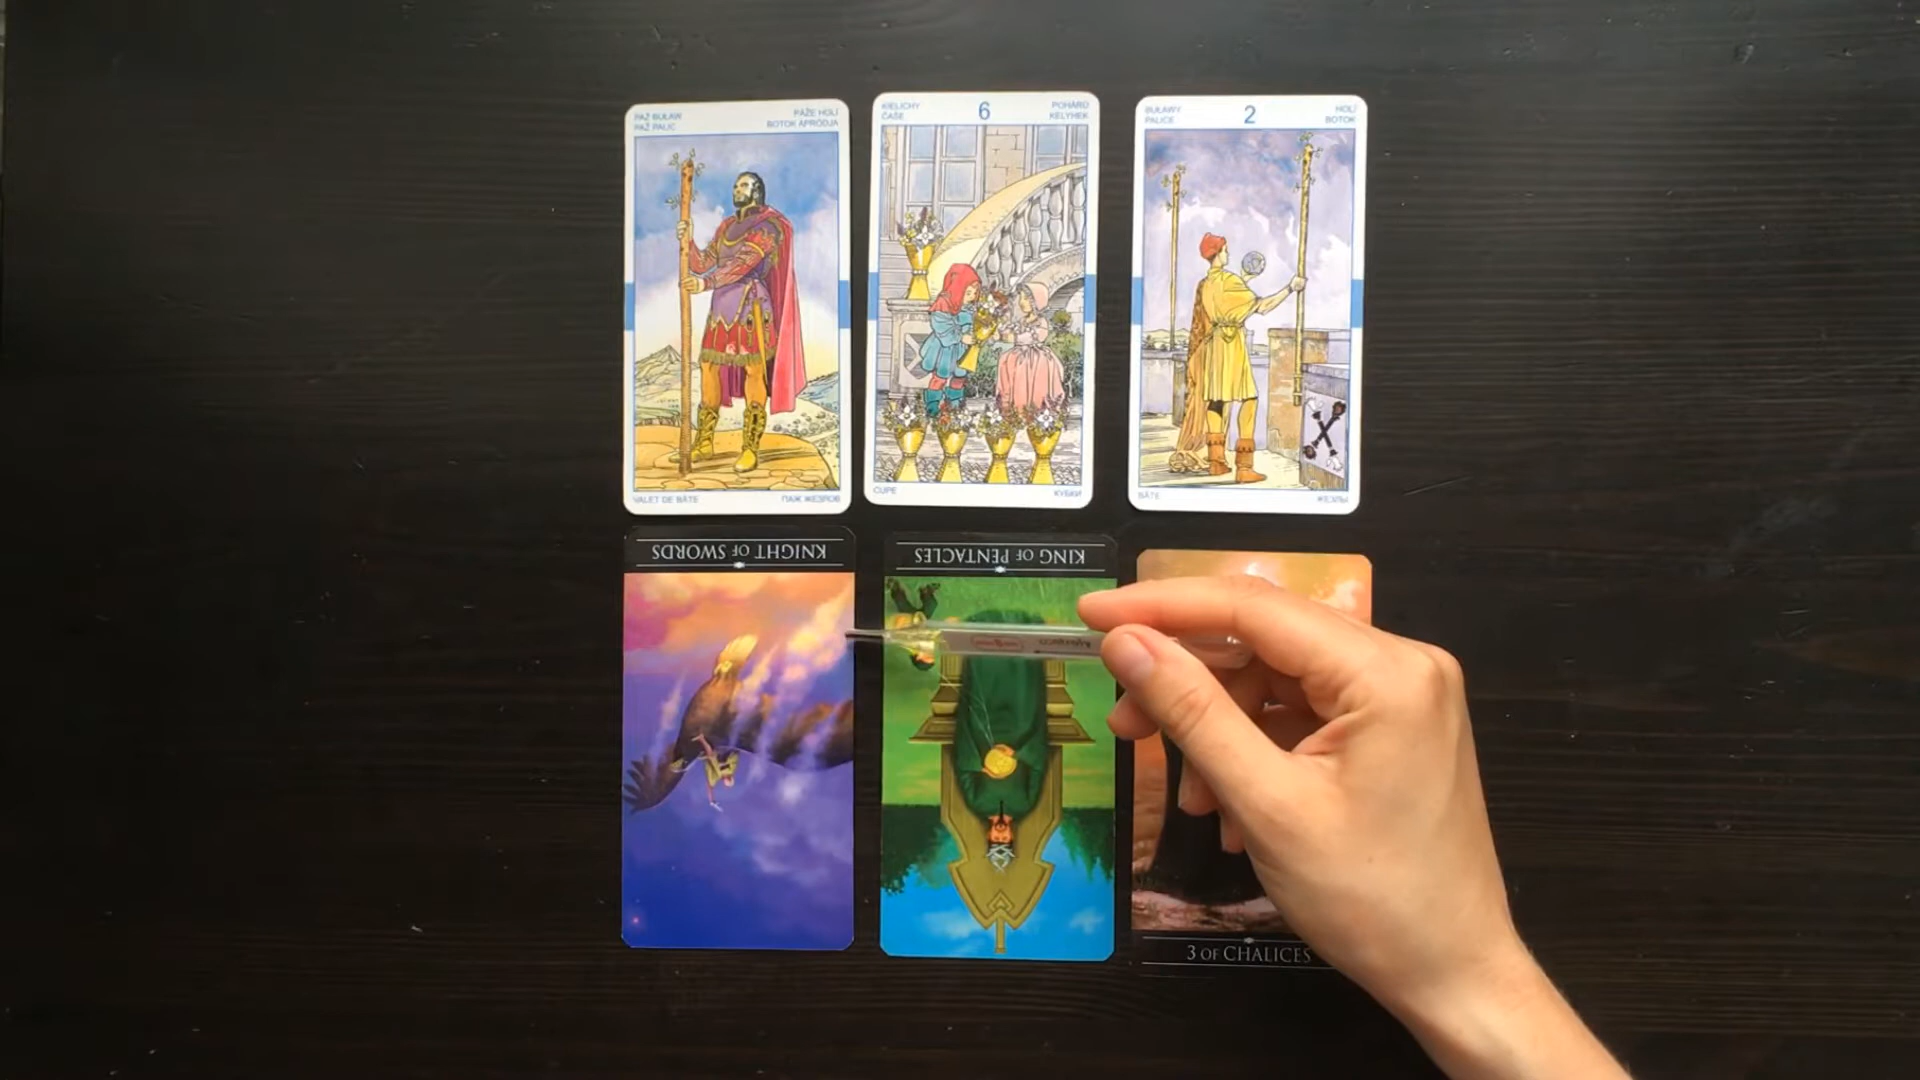 PAŹ BUŁAW
PAŽ PALIC
PÁŽE HOLÍ
BOTOK APRÓDJA
VALET DE BÂTE
ПАЖ ЖЕЗЛОВ
KIELICHY
ČAŠE
6
POHÁRŮ
KELYHEK
CUPE
КУБКИ
BUŁAWY
PALICE
2
HOLÍ
BOTOK
BÂTE
ЖЕЗЛЫ
KNIGHT OF SWORDS
KING OF PENTACLES
3 OF CHALICES